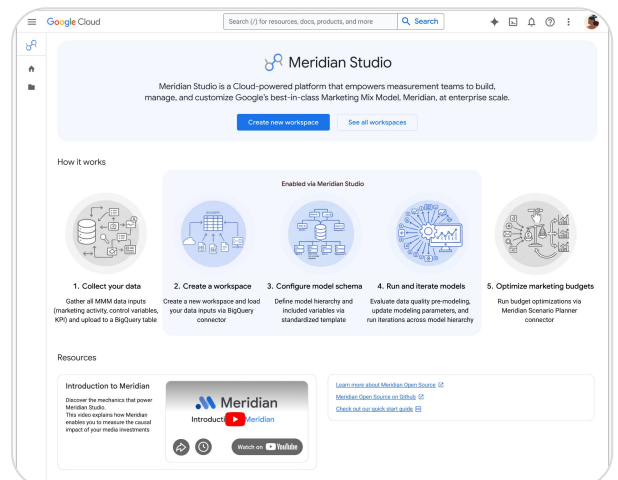 Google Cloud
Search (/) for resources, docs, products, and more
Search
Meridian Studio
Meridian Studio is a Cloud-powered platform that empowers measurement teams to build,
manage, and customize Google's best-in-class Marketing Mix Model, Meridian, at enterprise scale.
Create new workspace
See all workspaces
How it works
Enabled via Meridian Studio
1. Collect your data
Gather all MMM data inputs
(marketing activity, control variables,
KPI) and upload to a BigQuery table
2. Create a workspace
Create a new workspace and load
your data inputs via BigQuery
connector
3. Configure model schema
Define model hierarchy and
included variables via
standardized template
4. Run and iterate models
Evaluate data quality pre-modeling,
update modeling parameters, and
run iterations across model hierarchy
5. Optimize marketing budgets
Run budget optimizations via
Meridian Scenario Planner
connector
Resources
Introduction to Meridian
Discover the mechanics that power
Meridian Studio.
This video explains how Meridian
enables you to measure the causal
impact of your media investments
Meridian
Meridian
Watch on YouTube
Learn more about Meridian Open Source
Meridian Open Source on Github
Check out our quick start guide